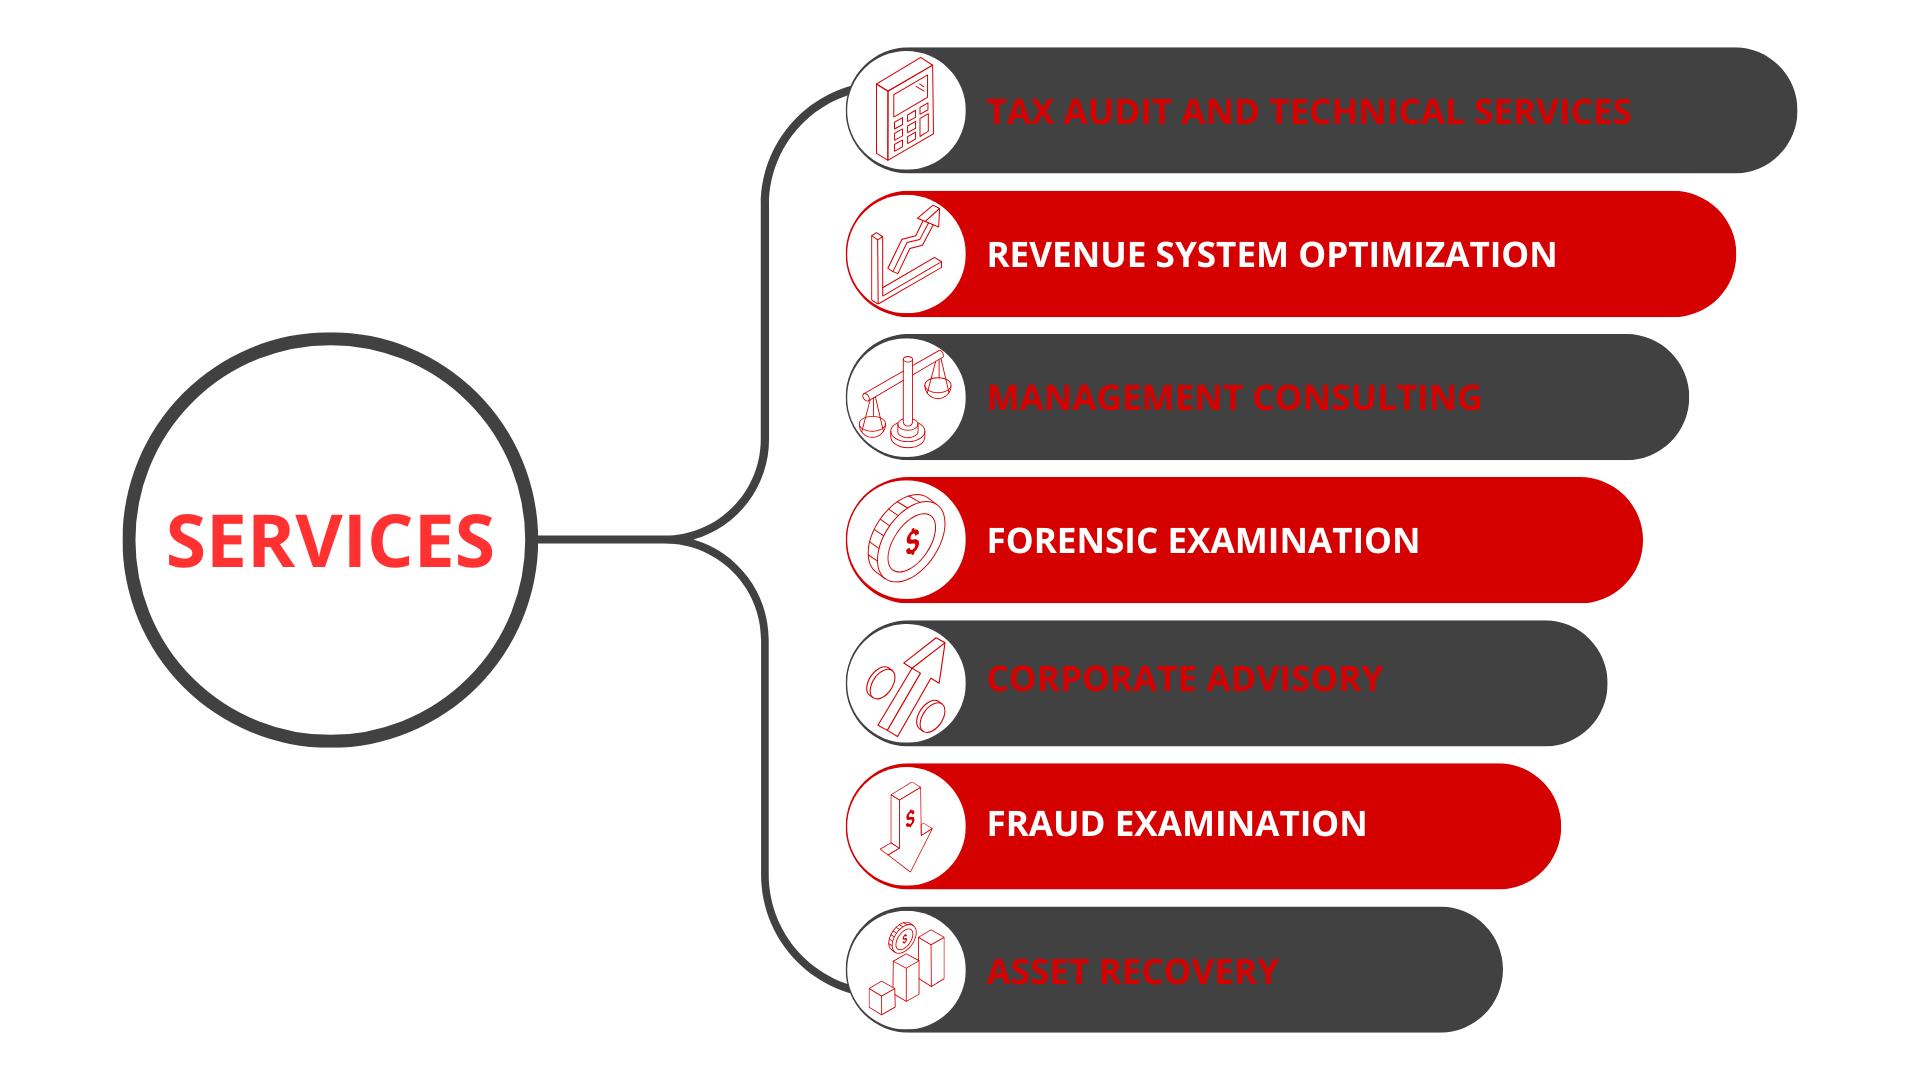 SERVICES
TAX AUDIT AND TECHNICAL SERVICES
REVENUE SYSTEM OPTIMIZATION
MANAGEMENT CONSULTING
$ FORENSIC EXAMINATION
CORPORATE ADVISORY
$ FRAUD EXAMINATION
$ ASSET RECOVERY